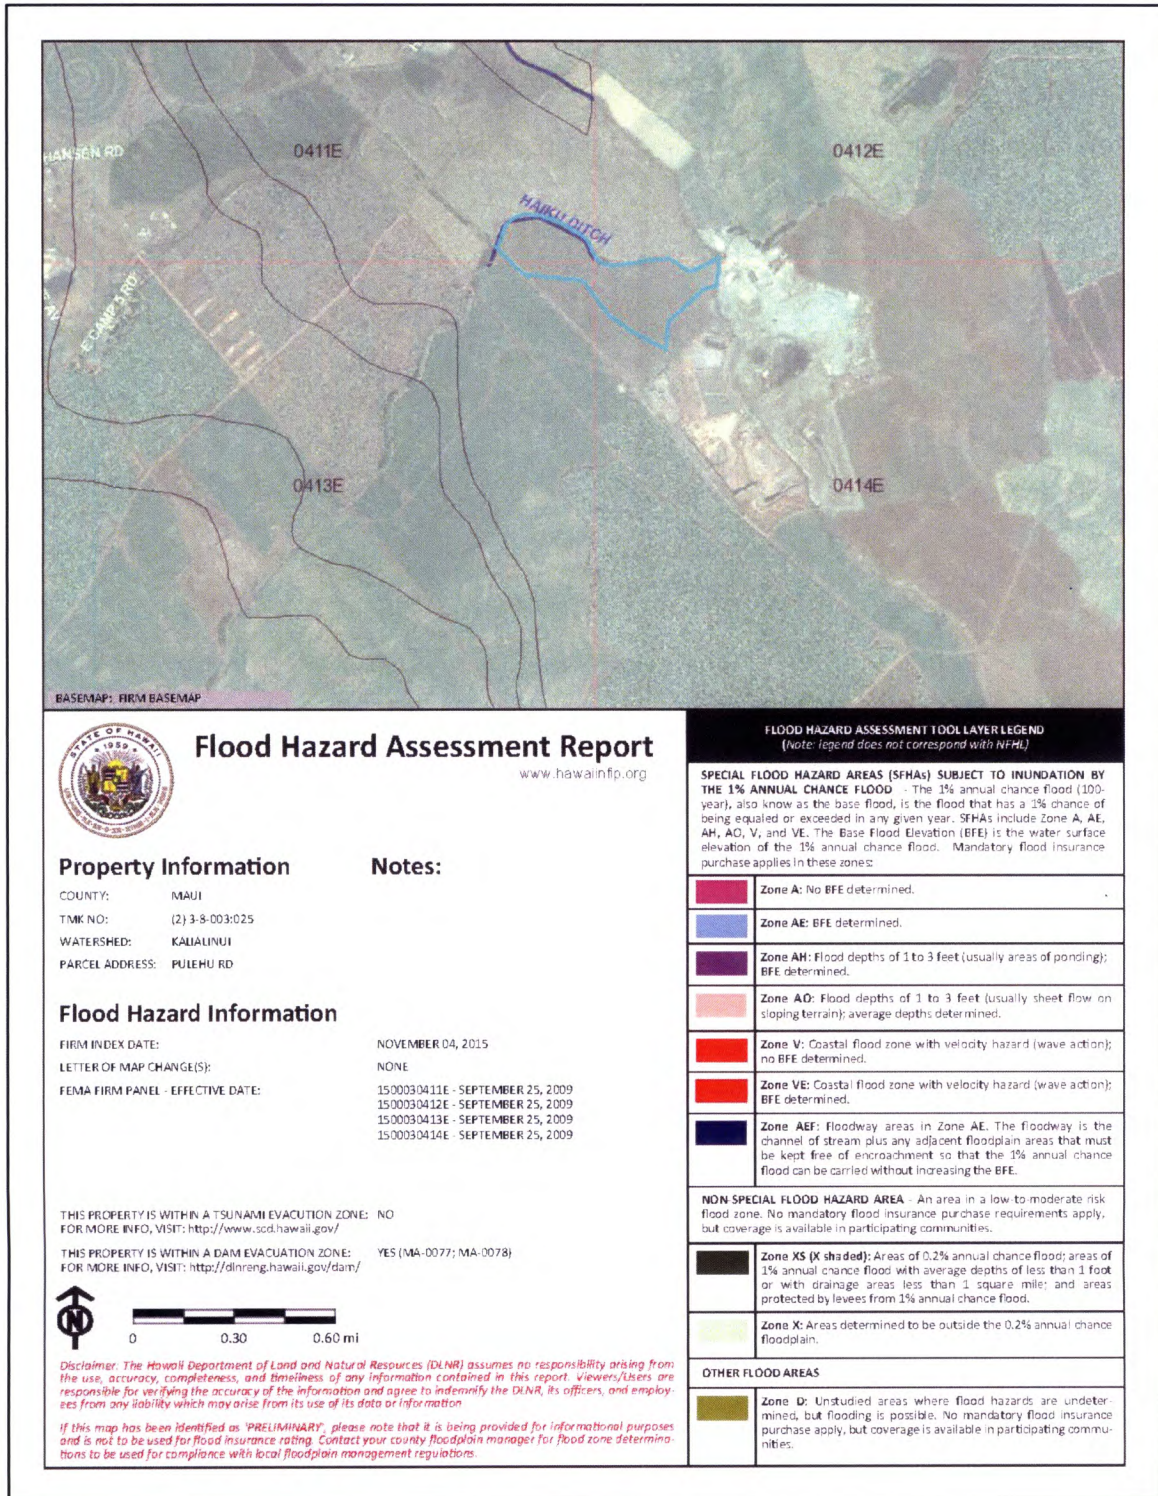 HANSEN RD
0411E
0412E
HAIKU DITCH
E CAMP 5 RD
AV
0413E
0414E
BASEMAP: FIRM BASEMAP
STATE OF HAWAII
1959
Flood Hazard Assessment Report
www.hawaiinfip.org
Property Information
Notes:
COUNTY: MAUI
TMK NO: (2) 3-8-003:025
WATERSHED: KALIALINUI
PARCEL ADDRESS: PULEHU RD
Flood Hazard Information
FIRM INDEX DATE: NOVEMBER 04, 2015
LETTER OF MAP CHANGE(S): NONE
FEMA FIRM PANEL - EFFECTIVE DATE: 1500030411E - SEPTEMBER 25, 2009
1500030412E - SEPTEMBER 25, 2009
1500030413E - SEPTEMBER 25, 2009
1500030414E - SEPTEMBER 25, 2009
THIS PROPERTY IS WITHIN A TSUNAMI EVACUTION ZONE: NO
FOR MORE INFO, VISIT: http://www.scd.hawaii.gov/
THIS PROPERTY IS WITHIN A DAM EVACUATION ZONE: YES (MA-0077; MA-0078)
FOR MORE INFO, VISIT: http://dlnreng.hawaii.gov/dam/
N
0 0.30 0.60 mi
Disclaimer: The Hawaii Department of Land and Natural Resources (DLNR) assumes no responsibility arising from
the use, accuracy, completeness, and timeliness of any information contained in this report. Viewers/Users are
responsible for verifying the accuracy of the information and agree to indemnify the DLNR, its officers, and employ-
ees from any liability which may arise from its use of its data or information
If this map has been identified as 'PRELIMINARY', please note that it is being provided for informational purposes
and is not to be used for flood insurance rating. Contact your county floodplain manager for flood zone determina-
tions to be used for compliance with local floodplain management regulations.
FLOOD HAZARD ASSESSMENT TOOL LAYER LEGEND
(Note: legend does not correspond with NFHL)
SPECIAL FLOOD HAZARD AREAS (SFHAs) SUBJECT TO INUNDATION BY
THE 1% ANNUAL CHANCE FLOOD - The 1% annual chance flood (100-
year), also know as the base flood, is the flood that has a 1% chance of
being equaled or exceeded in any given year. SFHAs include Zone A, AE,
AH, AO, V, and VE. The Base Flood Elevation (BFE) is the water surface
elevation of the 1% annual chance flood. Mandatory flood insurance
purchase applies in these zones:
Zone A: No BFE determined.
Zone AE: BFE determined.
Zone AH: Flood depths of 1 to 3 feet (usually areas of ponding);
BFE determined.
Zone AO: Flood depths of 1 to 3 feet (usually sheet flow on
sloping terrain); average depths determined.
Zone V: Coastal flood zone with velocity hazard (wave action);
no BFE determined.
Zone VE: Coastal flood zone with velocity hazard (wave action);
BFE determined.
Zone AEF: Floodway areas in Zone AE. The floodway is the
channel of stream plus any adjacent floodplain areas that must
be kept free of encroachment so that the 1% annual chance
flood can be carried without increasing the BFE.
NON-SPECIAL FLOOD HAZARD AREA - An area in a low-to-moderate risk
flood zone. No mandatory flood insurance purchase requirements apply,
but coverage is available in participating communities.
Zone XS (X shaded): Areas of 0.2% annual chance flood; areas of
1% annual chance flood with average depths of less than 1 foot
or with drainage areas less than 1 square mile; and areas
protected by levees from 1% annual chance flood.
Zone X: Areas determined to be outside the 0.2% annual chance
floodplain.
OTHER FLOOD AREAS
Zone D: Unstudied areas where flood hazards are undeter-
mined, but flooding is possible. No mandatory flood insurance
purchase apply, but coverage is available in participating commu-
nities.